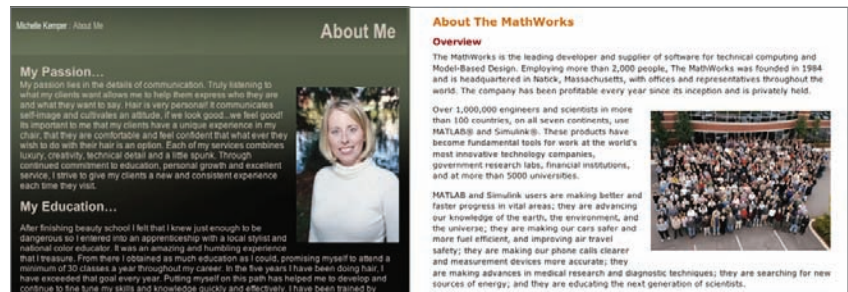 Michelle Kemper : About Me
About Me
My Passion...
My passion lies in the details of communication. Truly listening to
what my clients want allows me to help them express who they are
and what they want to say. Hair is very personal! It communicates
self-image and cultivates an attitude, if we look good...we feel good!
Its important to me that my clients have a unique experience in my
chair, that they are comfortable and feel confident that what ever they
wish to do with their hair is an option. Each of my services combines
luxury, creativity, technical detail and a little spunk. Through
continued commitment to education, personal growth and excellent
service, I strive to give my clients a new and consistent experience
each time they visit.
My Education...
After finishing beauty school I felt that I knew just enough to be
dangerous so I entered into an apprenticeship with a local stylist and
national color educator. It was an amazing and humbling experience
that I treasure. From there I obtained as much education as I could, promising myself to attend a
minimum of 30 classes a year throughout my career. In the five years I have been doing hair, I
have exceeded that goal every year. Putting myself on this path has helped me to develop and
continue to fine tune my skills and knowledge quickly and effectively. I have been trained by
About The MathWorks
Overview
The MathWorks is the leading developer and supplier of software for technical computing and
Model-Based Design. Employing more than 2,000 people, The MathWorks was founded in 1984
and is headquartered in Natick, Massachusetts, with offices and representatives throughout the
world. The company has been profitable every year since its inception and is privately held.
Over 1,000,000 engineers and scientists in more
than 100 countries, on all seven continents, use
MATLAB® and Simulink®. These products have
become fundamental tools for work at the world's
most innovative technology companies,
government research labs, financial institutions,
and at more than 5000 universities.
MATLAB and Simulink users are making better and
faster progress in vital areas; they are advancing
our knowledge of the earth, the environment, and
the universe; they are making our cars safer and
more fuel efficient, and improving air travel
safety; they are making our phone calls clearer
and measurement devices more accurate; they
are making advances in medical research and diagnostic techniques; they are searching for new
sources of energy; and they are educating the next generation of scientists.